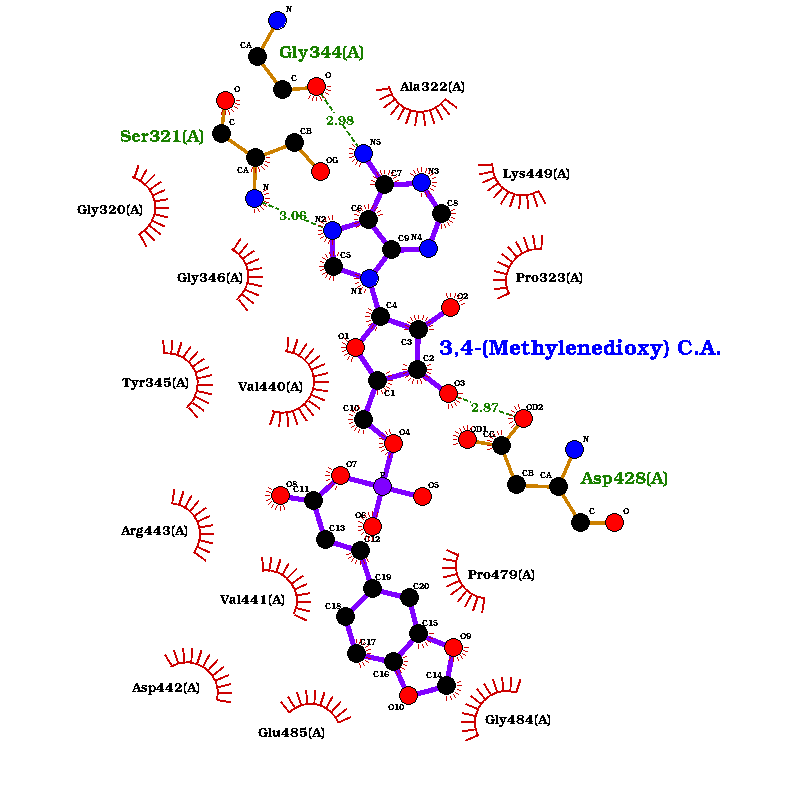 N
CA
Gly344(A)
C
O
Ala322(A)
O
C
2.98
Ser321(A)
CB
N5
CA
OG
C7
N3
Lys449(A)
N
Gly320(A)
3.06
N2
C6
C8
C9
N4
C5
Gly346(A)
Pro323(A)
N1
O2
C4
O1
C3
3,4-(Methylenedioxy) C.A.
C2
Tyr345(A)
Val440(A)
C1
O3
2.87
C10
OD2
OD1
CG
N
O4
O7
CB
CA
Asp428(A)
O8
C11
P
O5
O6
C
O
Arg443(A)
C13
C12
Pro479(A)
C19
Val441(A)
C20
C18
C15
C17
O9
C16
C14
Asp442(A)
O10
Gly484(A)
Glu485(A)